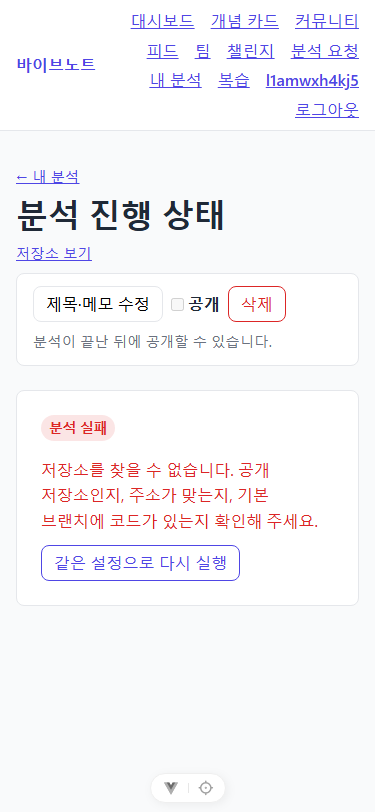 바이브노트
대시보드 개념 카드 커뮤니티
피드 팀 챌린지 분석 요청
내 분석 복습 l1amwxh4kj5
로그아웃
← 내 분석
분석 진행 상태
저장소 보기
제목·메모 수정 공개 삭제
분석이 끝난 뒤에 공개할 수 있습니다.
분석 실패
저장소를 찾을 수 없습니다. 공개
저장소인지, 주소가 맞는지, 기본
브랜치에 코드가 있는지 확인해 주세요.
같은 설정으로 다시 실행